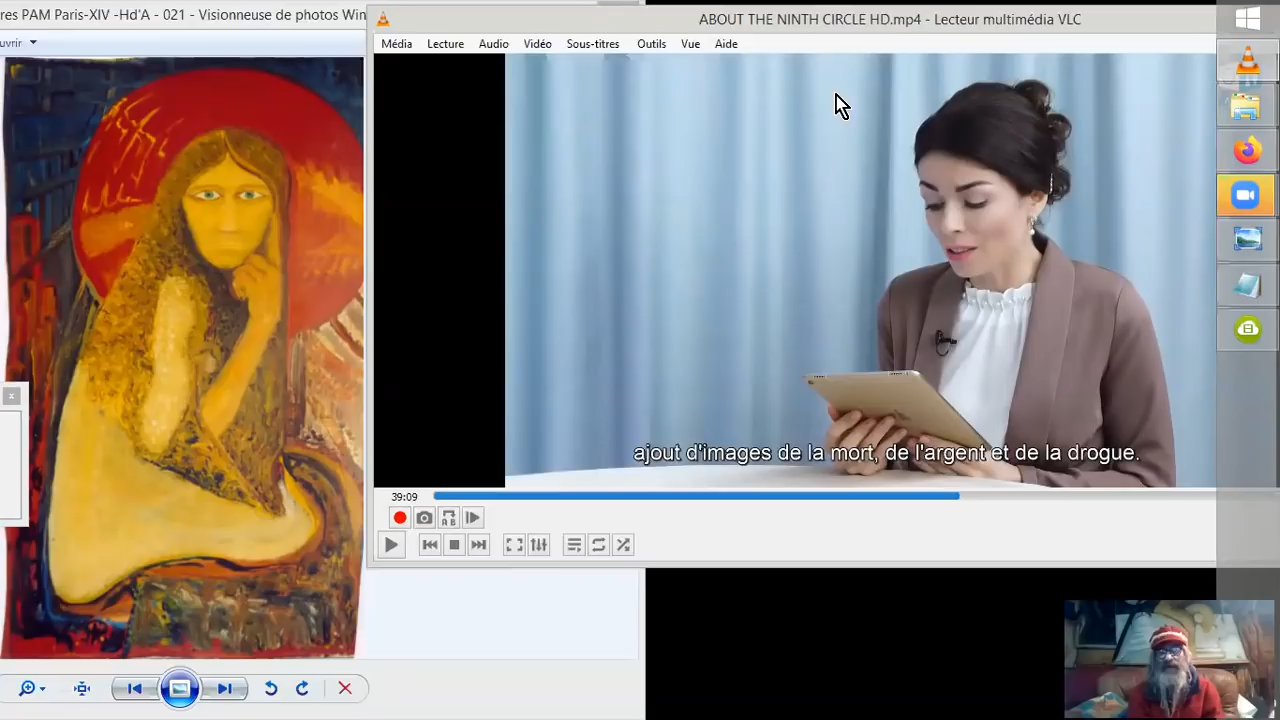 es PAM Paris-XIV - Hd'A - 021 - Visionneuse de photos Win
uvrir
ABOUT THE NINTH CIRCLE HD.mp4 - Lecteur multimédia VLC
Média Lecture Audio Vidéo Sous-titres Outils Vue Aide
ajout d'images de la mort, de l'argent et de la drogue.
39:09